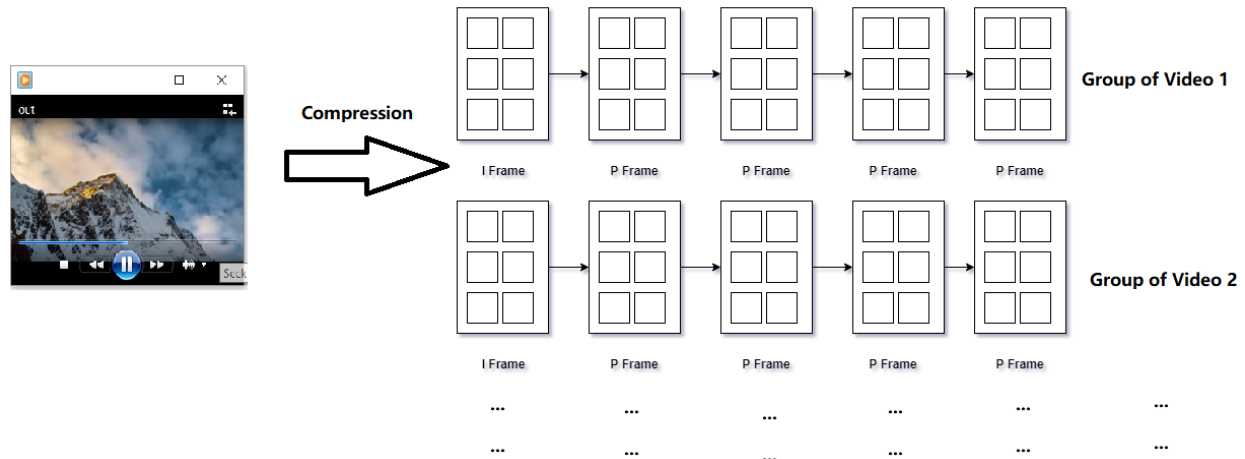 out
Seek
Compression
Group of Video 1
I Frame
P Frame
P Frame
P Frame
P Frame
Group of Video 2
I Frame
P Frame
P Frame
P Frame
P Frame
... ... ... ... ... ...
... ... ... ... ... ...